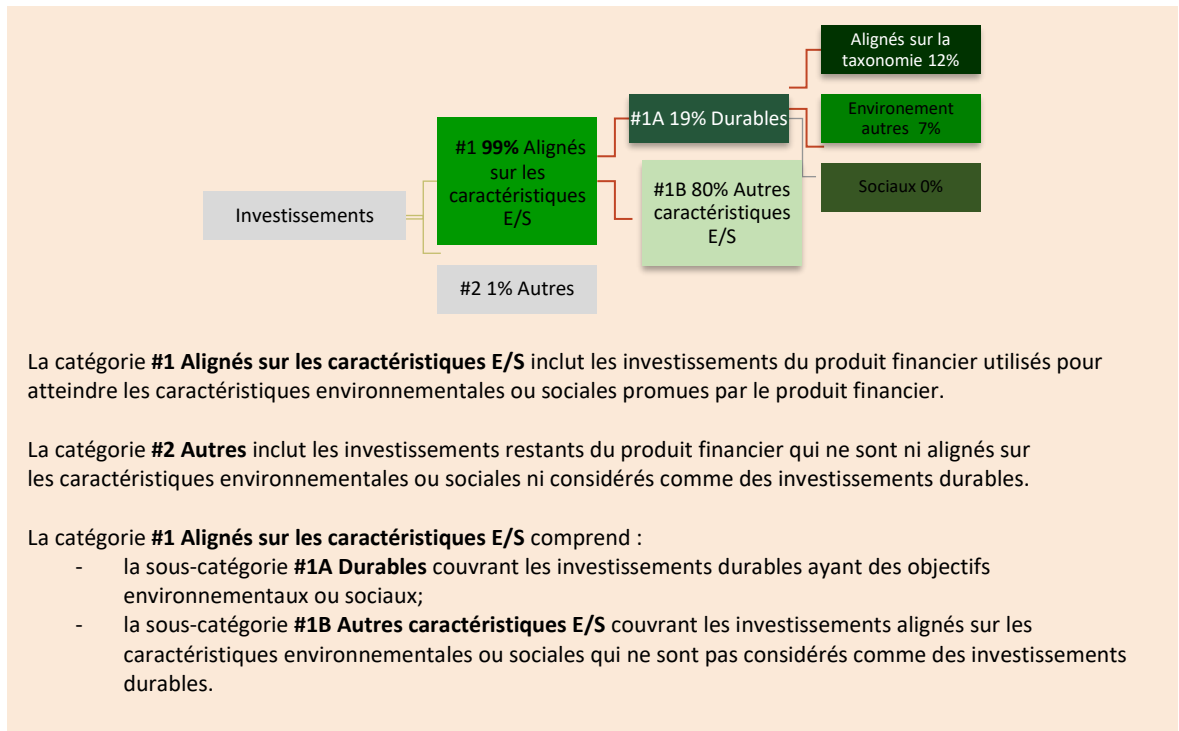 Alignés sur la
taxonomie 12%
#1A 19% Durables
Environement
autres 7%
#1 99% Alignés
sur les
caractéristiques
E/S
#1B 80% Autres
caractéristiques
E/S
Sociaux 0%
Investissements
#2 1% Autres
La catégorie #1 Alignés sur les caractéristiques E/S inclut les investissements du produit financier utilisés pour
atteindre les caractéristiques environnementales ou sociales promues par le produit financier.
La catégorie #2 Autres inclut les investissements restants du produit financier qui ne sont ni alignés sur
les caractéristiques environnementales ou sociales ni considérés comme des investissements durables.
La catégorie #1 Alignés sur les caractéristiques E/S comprend :
- la sous-catégorie #1A Durables couvrant les investissements durables ayant des objectifs
environnementaux ou sociaux;
- la sous-catégorie #1B Autres caractéristiques E/S couvrant les investissements alignés sur les
caractéristiques environnementales ou sociales qui ne sont pas considérés comme des investissements
durables.